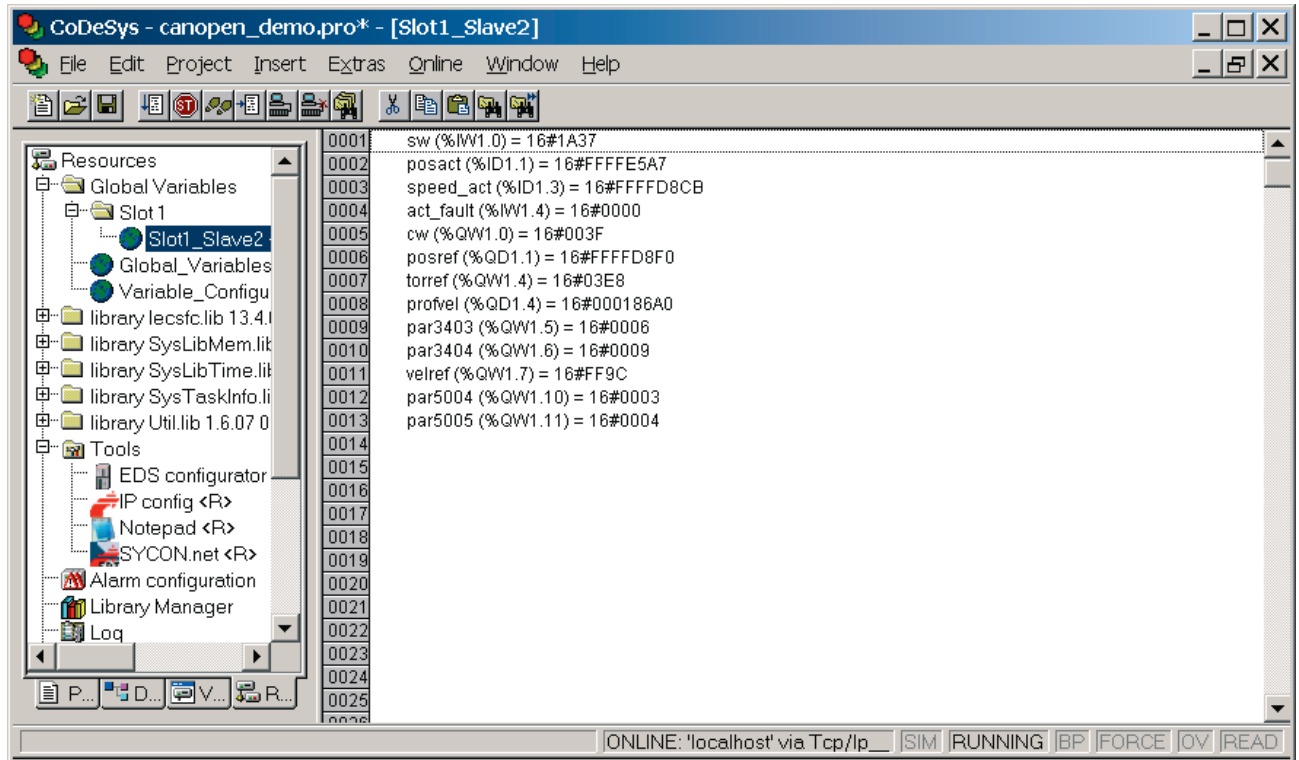 CoDeSys - canopen_demo.pro* - [Slot1_Slave2]
File Edit Project Insert Extras Online Window Help
Resources
Global Variables
Slot 1
Slot1_Slave2
Global_Variables
Variable_Configu
library Iecsfc.lib 13.4.
library SysLibMem.lib
library SysLibTime.lib
library SysTaskInfo.li
library Util.lib 1.6.07 0
Tools
EDS configurator
IP config <R>
Notepad <R>
SYCON.net <R>
Alarm configuration
Library Manager
Log
P... D... V... R...
0001 sw (%IW1.0) = 16#1A37
0002 posact (%ID1.1) = 16#FFFFE5A7
0003 speed_act (%ID1.3) = 16#FFFFD8CB
0004 act_fault (%IW1.4) = 16#0000
0005 cw (%QW1.0) = 16#003F
0006 posref (%QD1.1) = 16#FFFFD8F0
0007 torref (%QW1.4) = 16#03E8
0008 profvel (%QD1.4) = 16#000186A0
0009 par3403 (%QW1.5) = 16#0006
0010 par3404 (%QW1.6) = 16#0009
0011 velref (%QW1.7) = 16#FF9C
0012 par5004 (%QW1.10) = 16#0003
0013 par5005 (%QW1.11) = 16#0004
0014
0015
0016
0017
0018
0019
0020
0021
0022
0023
0024
0025
0026
ONLINE: 'localhost' via Tcp/Ip__ SIM RUNNING BP FORCE OV READ